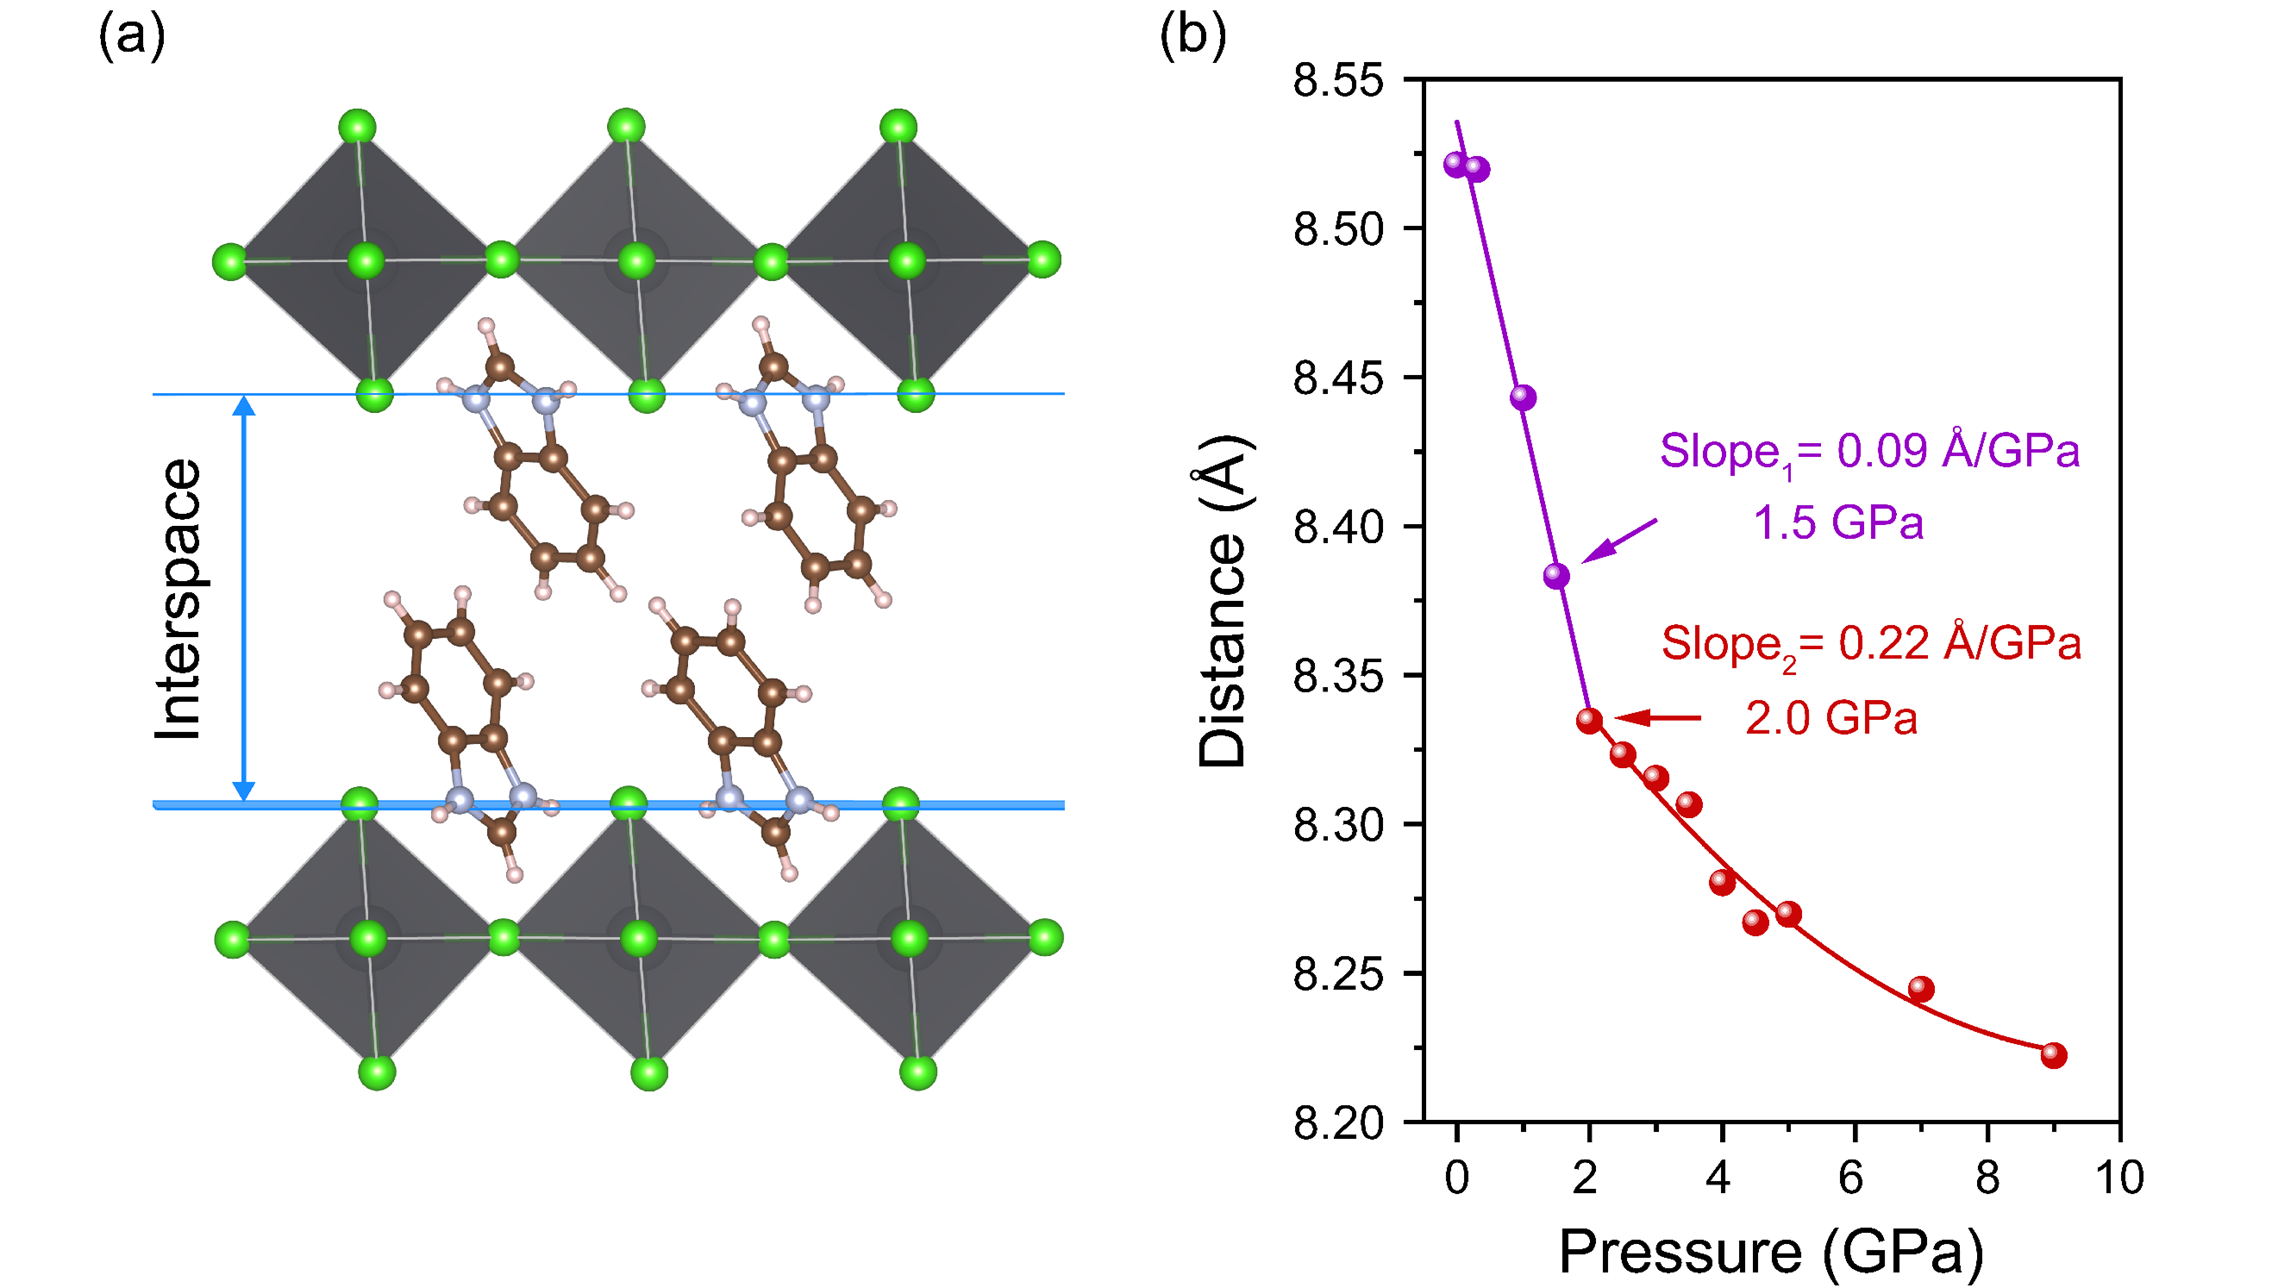 (a)
Interspace
(b)
8.55
8.50
8.45
8.40
8.35
8.30
8.25
8.20
Distance (Å)
Slope₁= 0.09 Å/GPa
1.5 GPa
Slope₂= 0.22 Å/GPa
2.0 GPa
0 2 4 6 8 10
Pressure (GPa)